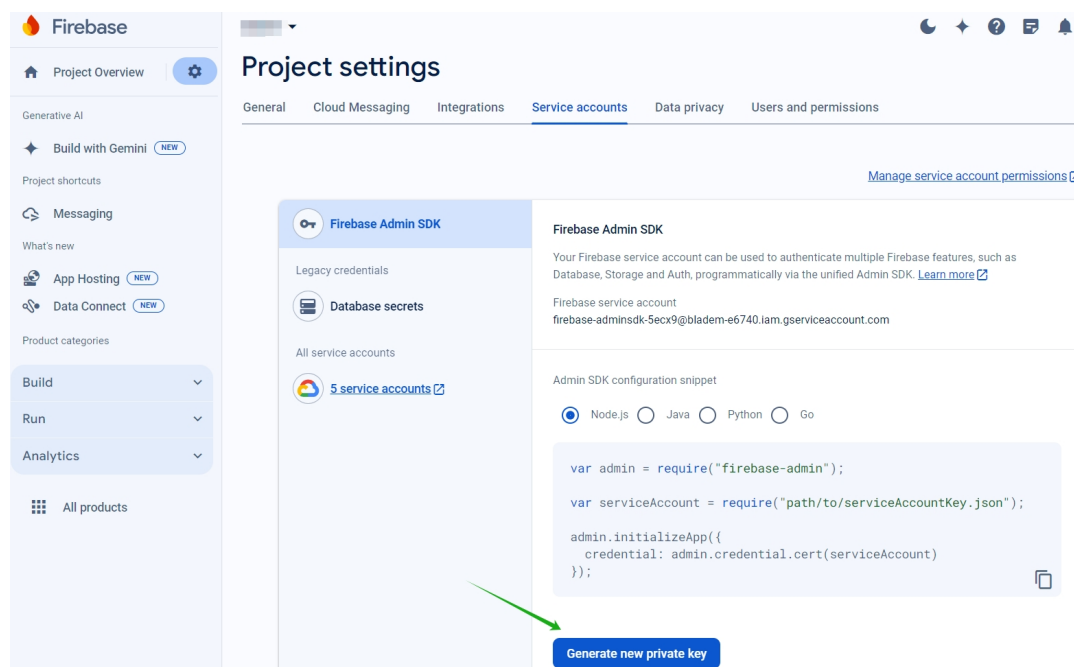 Firebase
Project Overview
Generative AI
Build with Gemini NEW
Project shortcuts
Messaging
What's new
App Hosting NEW
Data Connect NEW
Product categories
Build
Run
Analytics
All products
Project settings
General Cloud Messaging Integrations Service accounts Data privacy Users and permissions
Manage service account permissions
Firebase Admin SDK
Legacy credentials
Database secrets
All service accounts
5 service accounts
Firebase Admin SDK
Your Firebase service account can be used to authenticate multiple Firebase features, such as
Database, Storage and Auth, programmatically via the unified Admin SDK. Learn more
Firebase service account
firebase-adminsdk-5ecx9@bladem-e6740.iam.gserviceaccount.com
Admin SDK configuration snippet
Node.js Java Python Go
var admin = require("firebase-admin");
var serviceAccount = require("path/to/serviceAccountKey.json");
admin.initializeApp({
credential: admin.credential.cert(serviceAccount)
});
Generate new private key